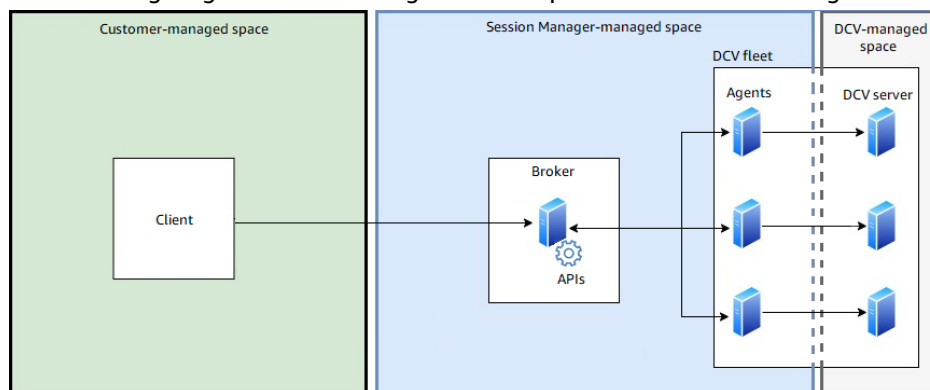 Customer-managed space
Session Manager-managed space
DCV-managed
space
DCV fleet
Agents
DCV server
Broker
Client
APIs